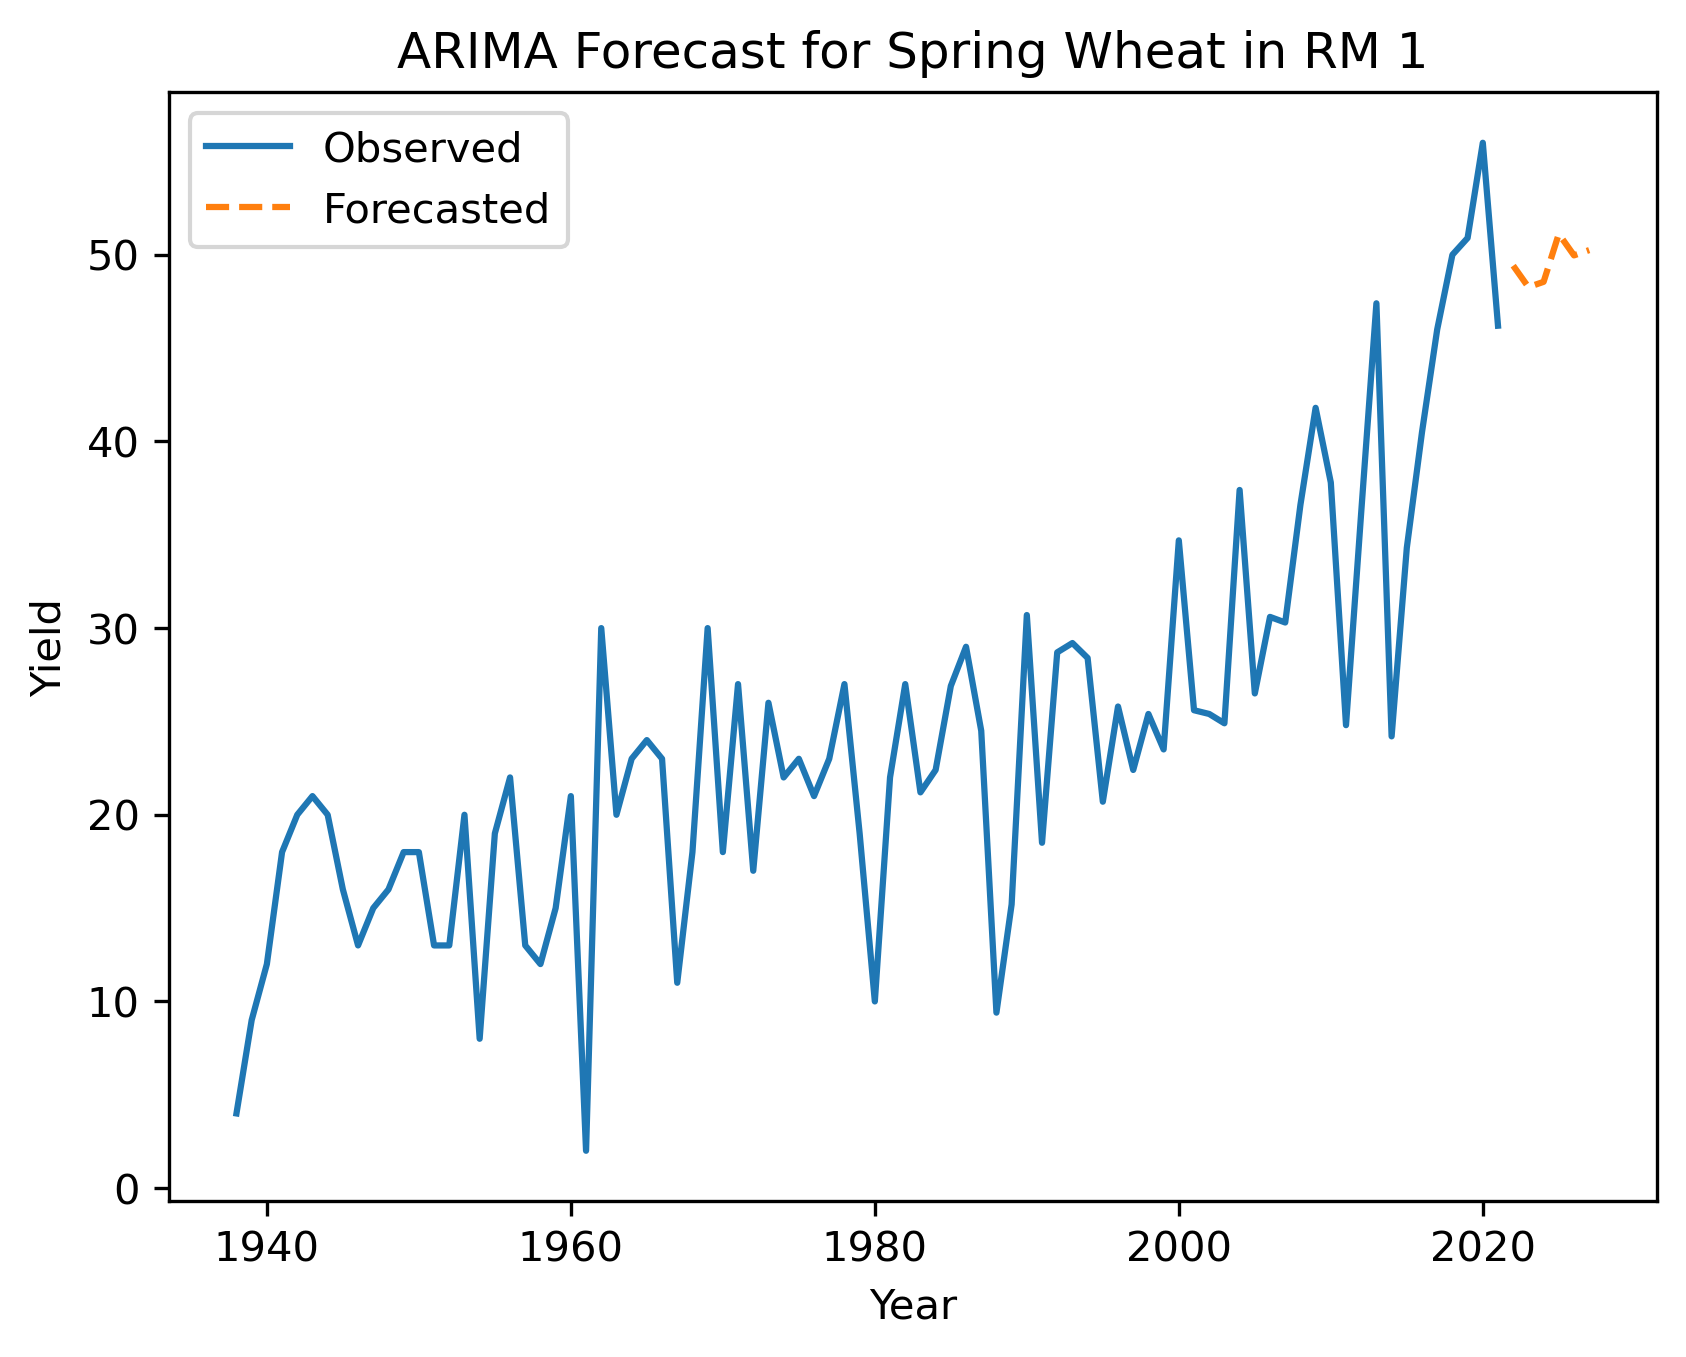 ARIMA Forecast for Spring Wheat in RM 1
Observed
Forecasted
50
40
30
20
10
0
Yield
1940 1960 1980 2000 2020
Year